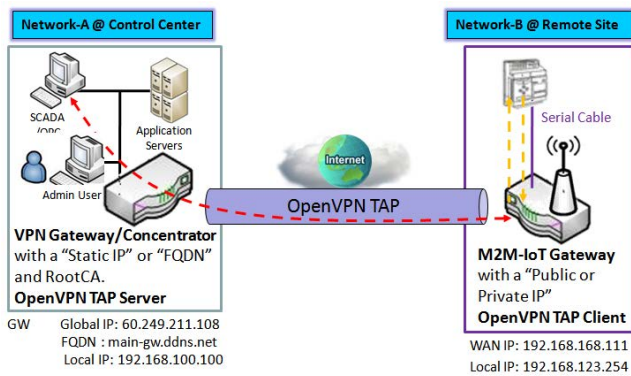 Network-A @ Control Center
Network-B @ Remote Site
SCADA
Application
Servers
Admin User
Internet
Serial Cable
OpenVPN TAP
VPN Gateway/Concentrator
with a “Static IP” or “FQDN”
and RootCA.
OpenVPN TAP Server
M2M-IoT Gateway
with a “Public or
Private IP”
OpenVPN TAP Client
GW Global IP: 60.249.211.108
FQDN : main-gw.ddns.net
Local IP: 192.168.100.100
WAN IP: 192.168.168.111
Local IP: 192.168.123.254